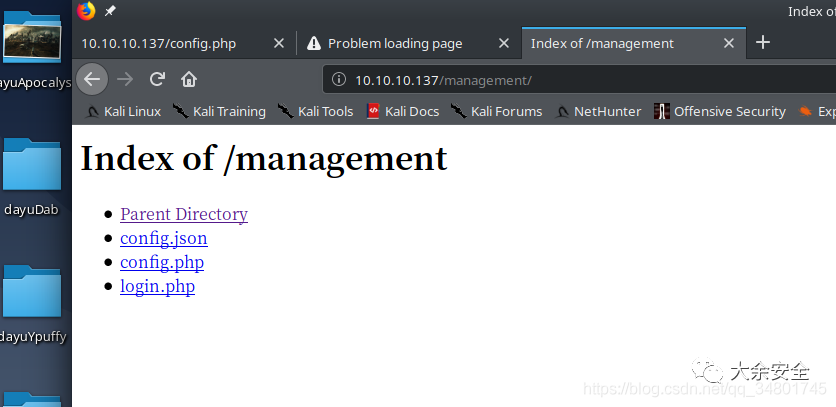 Index of
10.10.10.137/config.php
Problem loading page
Index of /management
10.10.10.137/management/
Kali Linux
Kali Training
Kali Tools
Kali Docs
Kali Forums
NetHunter
Offensive Security
Exp
Index of /management
Parent Directory
config.json
config.php
login.php
ayuApocalys
dayuDab
dayuYpuffy
大余安全
https://blog.csdn.net/qq_34801745